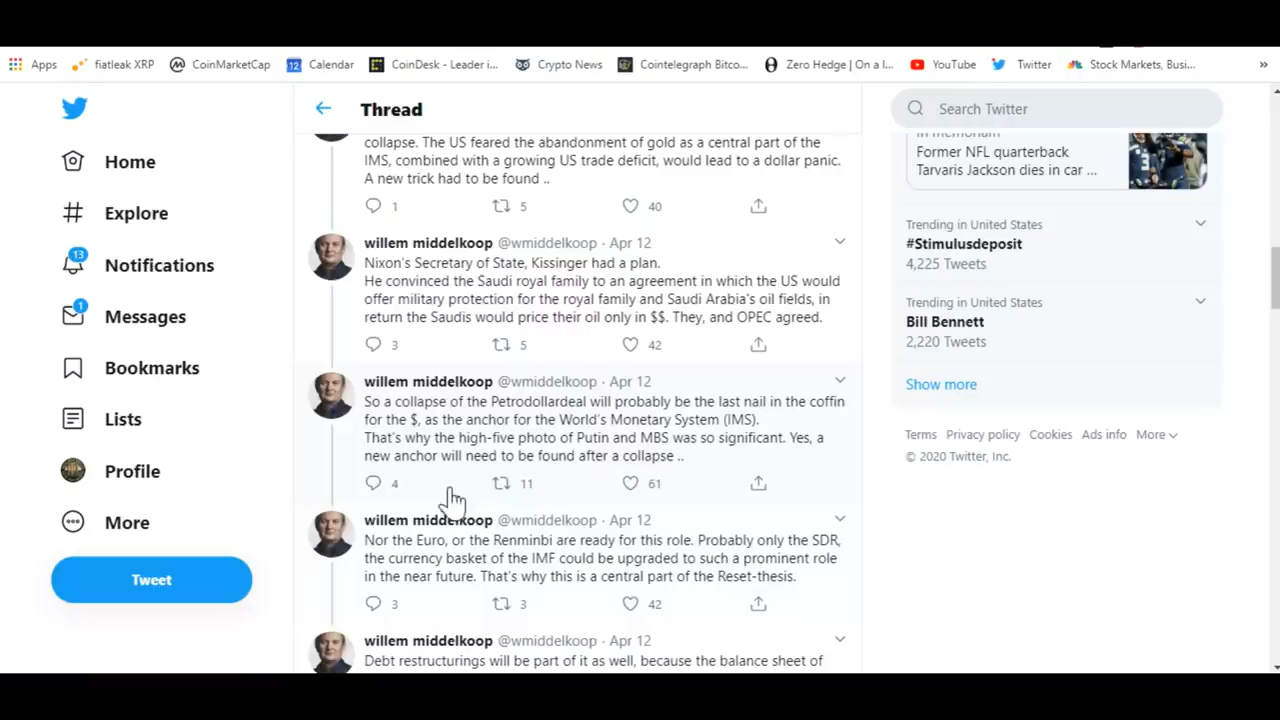 Apps
fiatleak XRP
CoinMarketCap
12
Calendar
CoinDesk - Leader i...
Crypto News
Cointelegraph Bitco...
Zero Hedge | On a l...
YouTube
Twitter
Stock Markets, Busi...
»
Home
Explore
13
Notifications
1
Messages
Bookmarks
Lists
Profile
More
Tweet
Thread
collapse. The US feared the abandonment of gold as a central part of the
IMS, combined with a growing US trade deficit, would lead to a dollar panic.
A new trick had to be found ..
1 5 40
willem middelkoop @wmiddelkoop · Apr 12
Nixon's Secretary of State, Kissinger had a plan.
He convinced the Saudi royal family to an agreement in which the US would
offer military protection for the royal family and Saudi Arabia's oil fields, in
return the Saudis would price their oil only in $$. They, and OPEC agreed.
3 5 42
willem middelkoop @wmiddelkoop · Apr 12
So a collapse of the Petrodollardeal will probably be the last nail in the coffin
for the $, as the anchor for the World's Monetary System (IMS).
That's why the high-five photo of Putin and MBS was so significant. Yes, a
new anchor will need to be found after a collapse ..
4 11 61
willem middelkoop @wmiddelkoop · Apr 12
Nor the Euro, or the Renminbi are ready for this role. Probably only the SDR,
the currency basket of the IMF could be upgraded to such a prominent role
in the near future. That's why this is a central part of the Reset-thesis.
3 3 42
willem middelkoop @wmiddelkoop · Apr 12
Debt restructurings will be part of it as well, because the balance sheet of
Search Twitter
In memoriam
Former NFL quarterback
Tarvaris Jackson dies in car ...
Trending in United States
#Stimulusdeposit
4,225 Tweets
Trending in United States
Bill Bennett
2,220 Tweets
Show more
Terms Privacy policy Cookies Ads info More
© 2020 Twitter, Inc.